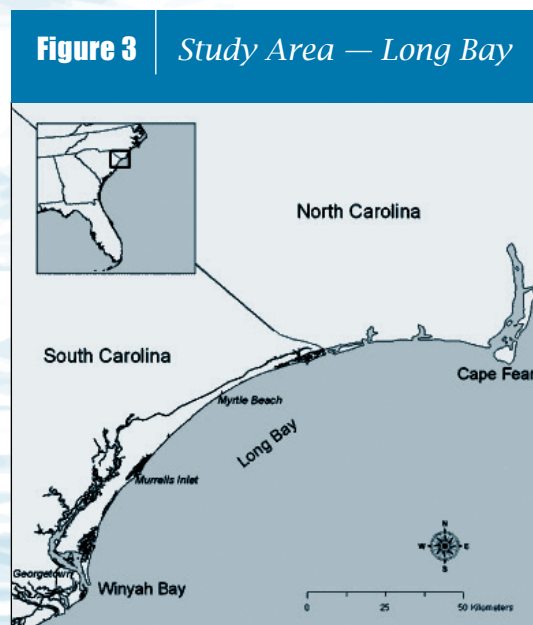 Figure 3 Study Area — Long Bay
North Carolina
South Carolina
Cape Fear
Myrtle Beach
Long Bay
Murrells Inlet
Georgetown
Winyah Bay
N
W E
S
0 25 50 Kilometers